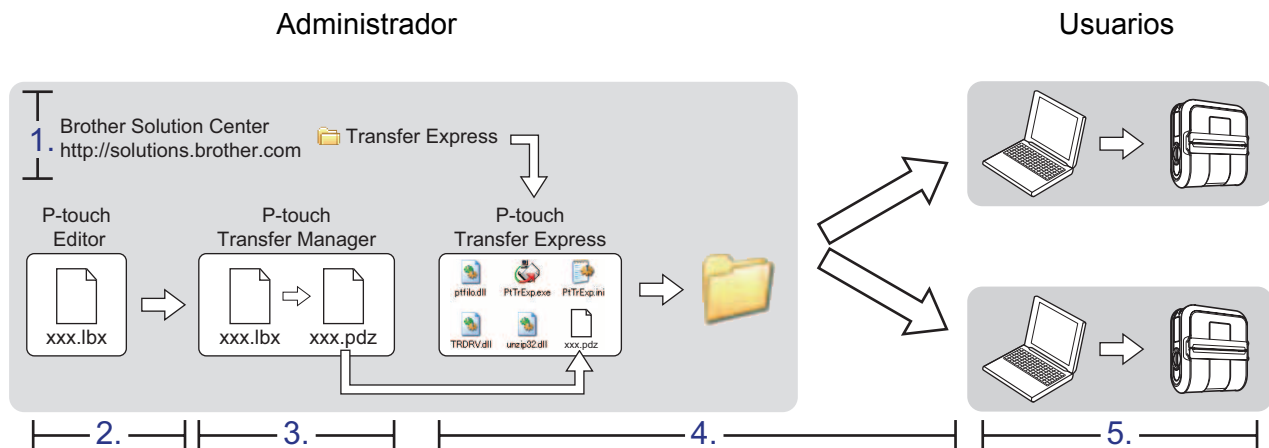 Administrador
Usuarios
1.
Brother Solution Center
http://solutions.brother.com
Transfer Express
P-touch
Editor
xxx.lbx
P-touch
Transfer Manager
xxx.lbx
xxx.pdz
P-touch
Transfer Express
ptfilo.dll
PtTrExp.exe
PtTrExp.ini
TRDRV.dll
unzip32.dll
xxx.pdz
2.
3.
4.
5.